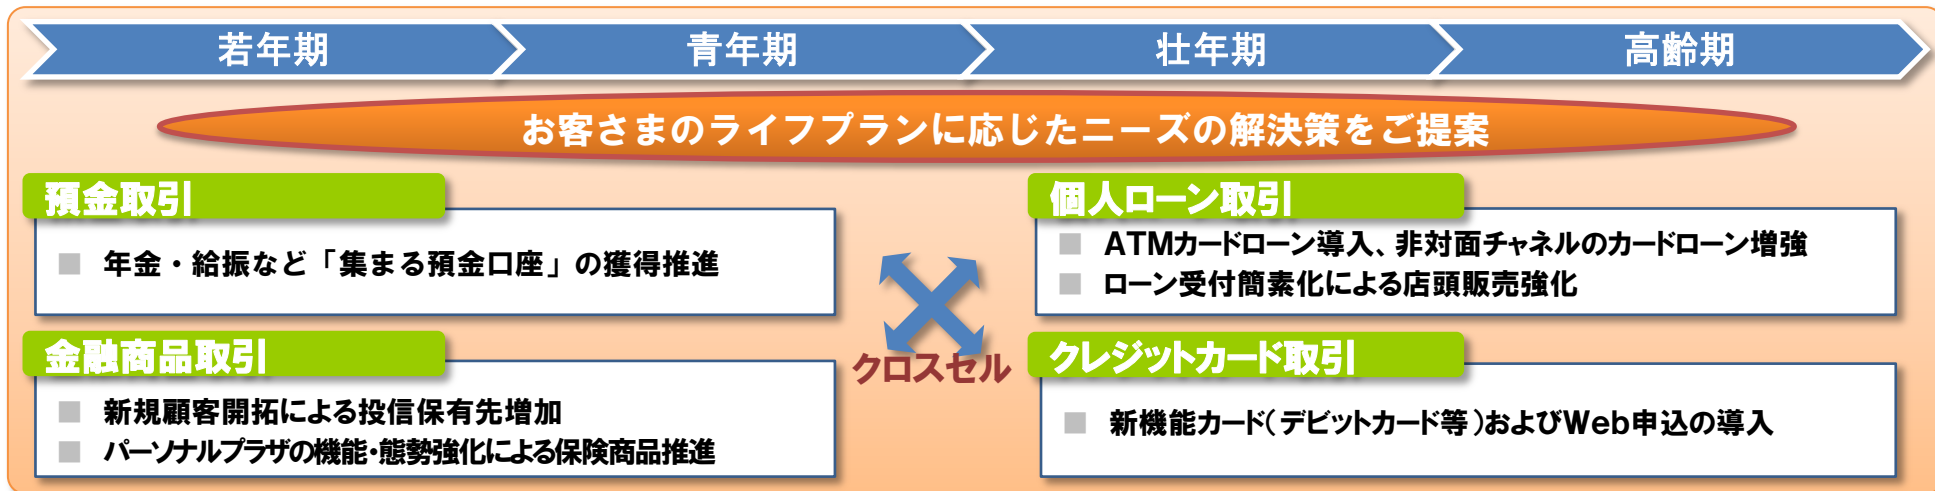 若年期
青年期
壮年期
高齢期
お客さまのライフプランに応じたニーズの解決策をご提案
預金取引
■ 年金・給振など「集まる預金口座」の獲得推進
金融商品取引
■ 新規顧客開拓による投信保有先増加
■ パーソナルプラザの機能・態勢強化による保険商品推進
クロスセル
個人ローン取引
■ ATMカードローン導入、非対面チャネルのカードローン増強
■ ローン受付簡素化による店頭販売強化
クレジットカード取引
■ 新機能カード(デビットカード等)およびWeb申込の導入